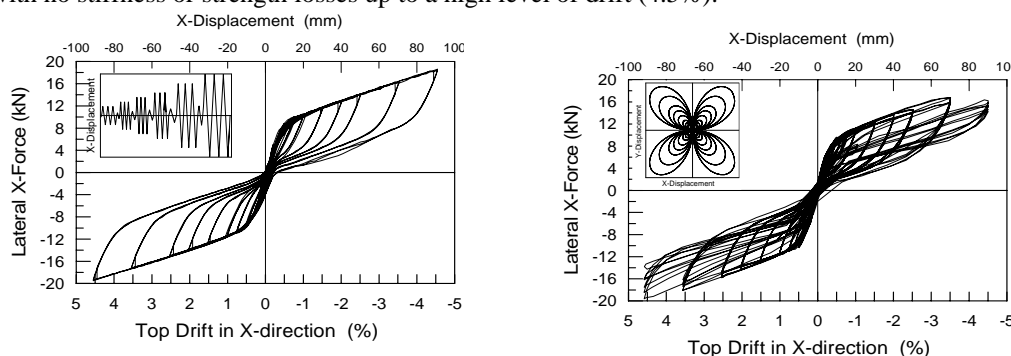 with no stiffness or strength losses up to a high level of drift
X-Displacement (mm)
-100 -80 -60 -40 -20 0 20 40 60 80
20
16
12
8
4
0
-4
-8
-12
-16
-20
Lateral X-Force (kN)
X-Displacement
5 4 3 2 1 0 -1 -2 -3 -4 -5
Top Drift in X-direction (%)
X-Displacement (mm)
-100 -80 -60 -40 -20 0 20 40 60 80
20
16
12
8
4
0
-4
-8
-12
-16
-20
Lateral X-Force (kN)
Y-Displacement
X-Displacement
5 4 3 2 1 0 -1 -2 -3 -4
Top Drift in X-direction (%)